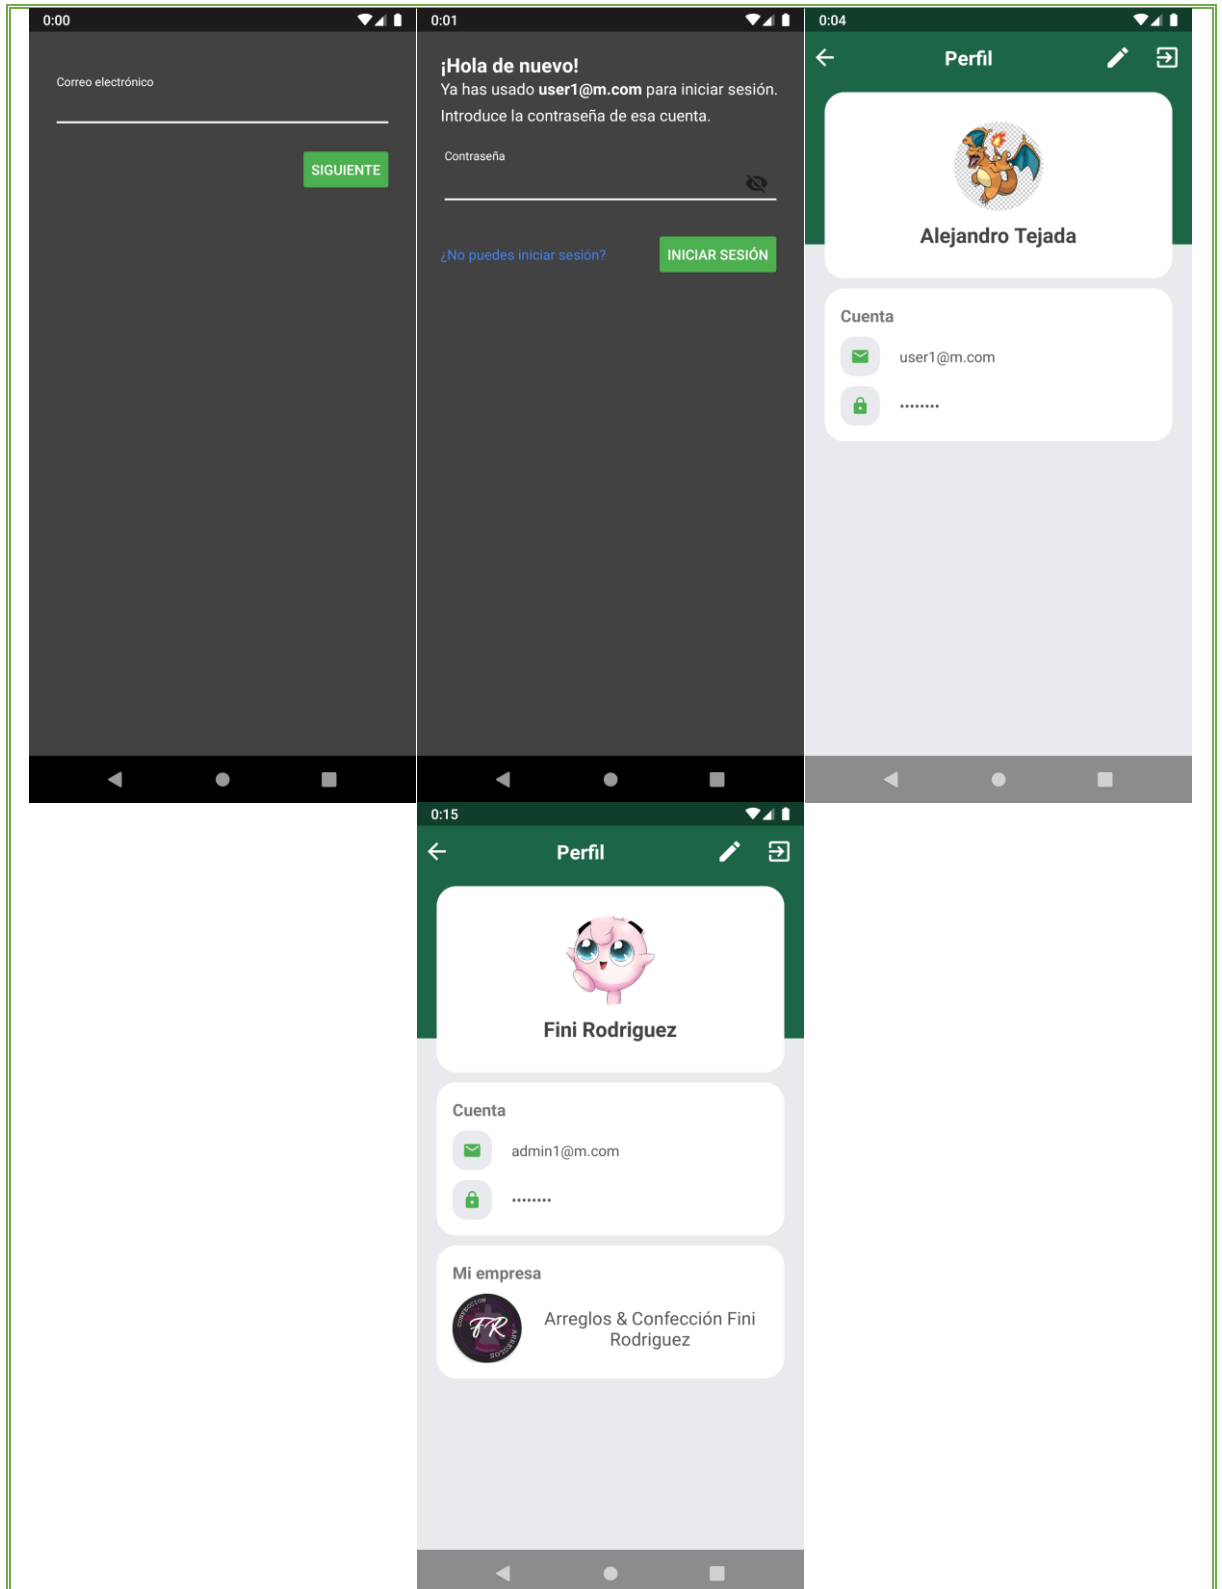 0:00
Correo electrónico
SIGUIENTE
0:01
¡Hola de nuevo!
Ya has usado user1@m.com para iniciar sesión.
Introduce la contraseña de esa cuenta.
Contraseña
¿No puedes iniciar sesión?
INICIAR SESIÓN
0:04
Perfil
Alejandro Tejada
Cuenta
user1@m.com
••••••••
0:15
Perfil
Fini Rodriguez
Cuenta
admin1@m.com
••••••••
Mi empresa
CONFECCION
FR
ARREGLOS
Arreglos & Confección Fini
Rodriguez